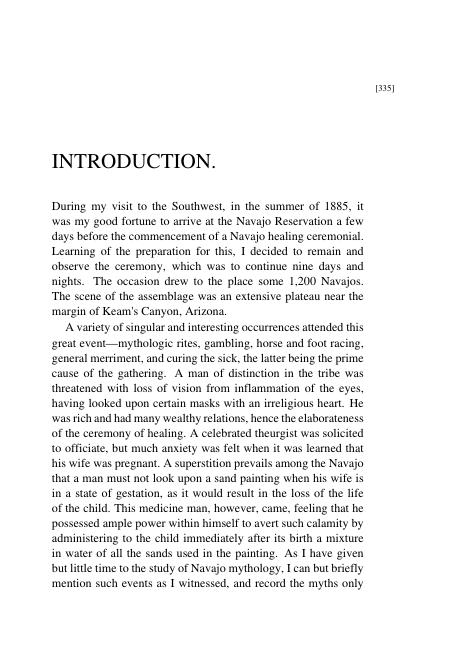 [335]
INTRODUCTION.
During my visit to the Southwest, in the summer of 1885, it
was my good fortune to arrive at the Navajo Reservation a few
days before the commencement of a Navajo healing ceremonial.
Learning of the preparation for this, I decided to remain and
observe the ceremony, which was to continue nine days and
nights. The occasion drew to the place some 1,200 Navajos.
The scene of the assemblage was an extensive plateau near the
margin of Keam's Canyon, Arizona.
A variety of singular and interesting occurrences attended this
great event—mythologic rites, gambling, horse and foot racing,
general merriment, and curing the sick, the latter being the prime
cause of the gathering. A man of distinction in the tribe was
threatened with loss of vision from inflammation of the eyes,
having looked upon certain masks with an irreligious heart. He
was rich and had many wealthy relations, hence the elaborateness
of the ceremony of healing. A celebrated theurgist was solicited
to officiate, but much anxiety was felt when it was learned that
his wife was pregnant. A superstition prevails among the Navajo
that a man must not look upon a sand painting when his wife is
in a state of gestation, as it would result in the loss of the life
of the child. This medicine man, however, came, feeling that he
possessed ample power within himself to avert such calamity by
administering to the child immediately after its birth a mixture
in water of all the sands used in the painting. As I have given
but little time to the study of Navajo mythology, I can but briefly
mention such events as I witnessed, and record the myths only